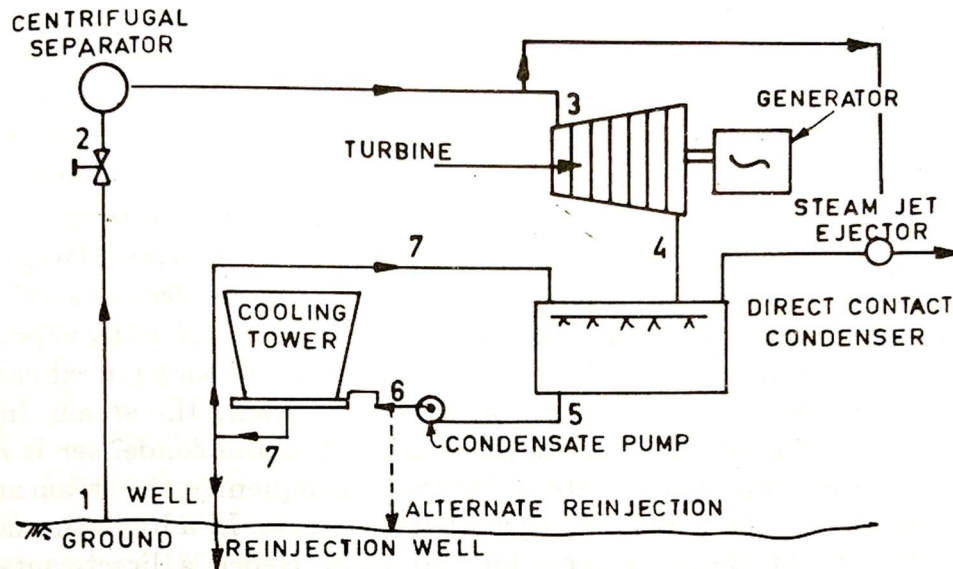 CENTRIFUGAL
SEPARATOR
2
3
GENERATOR
TURBINE
STEAM JET
EJECTOR
4
7
DIRECT CONTACT
CONDENSER
COOLING
TOWER
6
5
CONDENSATE PUMP
7
1
WELL
ALTERNATE REINJECTION
GROUND
REINJECTION WELL